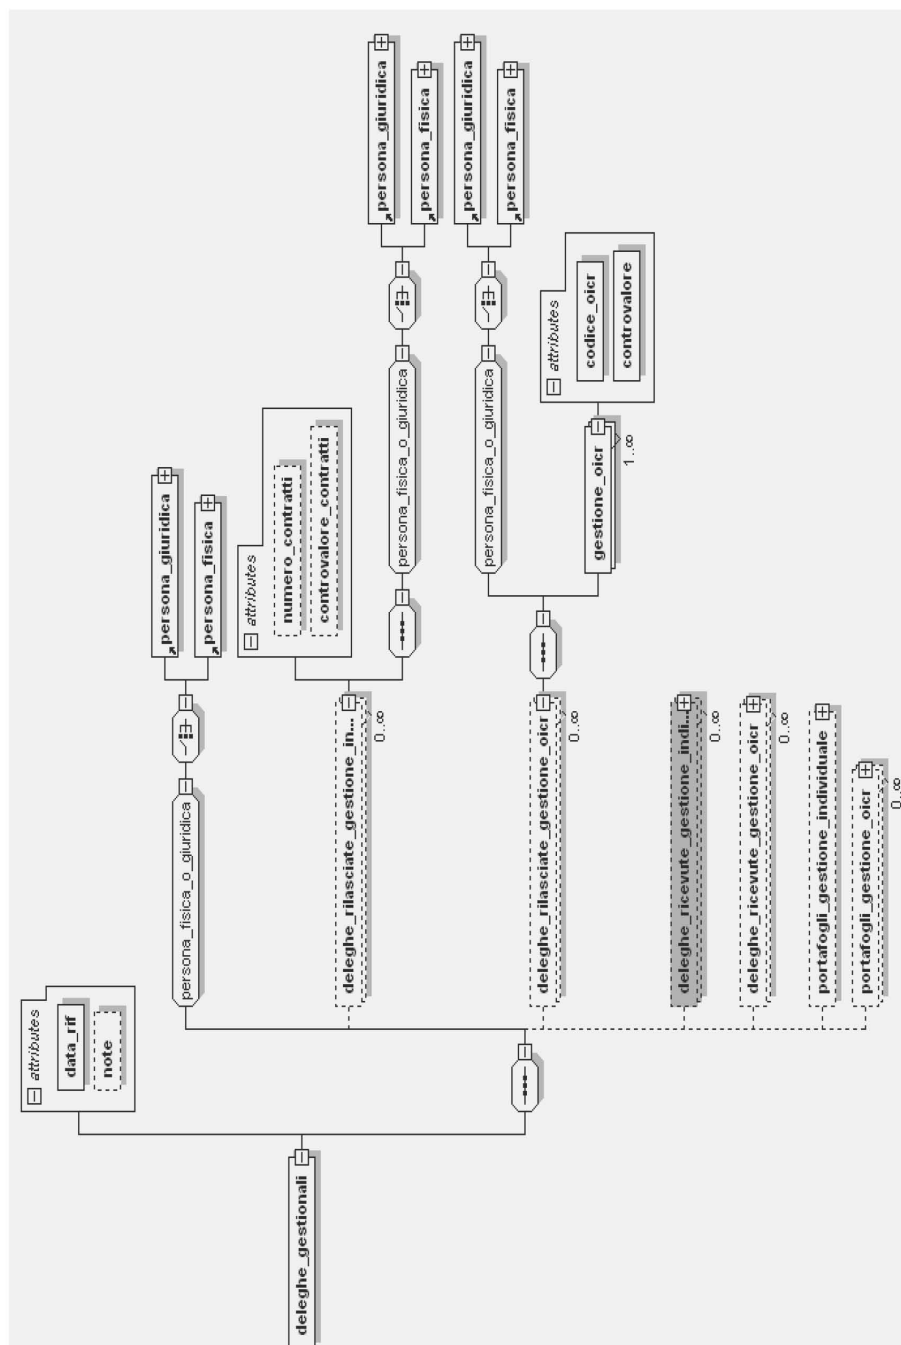 deleghe_gestionali
attributes
data_rif
note
persona_fisica_o_giuridica
persona_giuridica
persona_fisica
deleghe_rilasciate_gestione_in...
0..∞
attributes
numero_contratti
controvalore_contratti
persona_fisica_o_giuridica
persona_giuridica
persona_fisica
deleghe_rilasciate_gestione_oicr
0..∞
persona_fisica_o_giuridica
persona_giuridica
persona_fisica
gestione_oicr
1..∞
attributes
codice_oicr
controvalore
deleghe_ricevute_gestione_indi...
0..∞
deleghe_ricevute_gestione_oicr
0..∞
portafogli_gestione_individuale
portafogli_gestione_oicr
0..∞